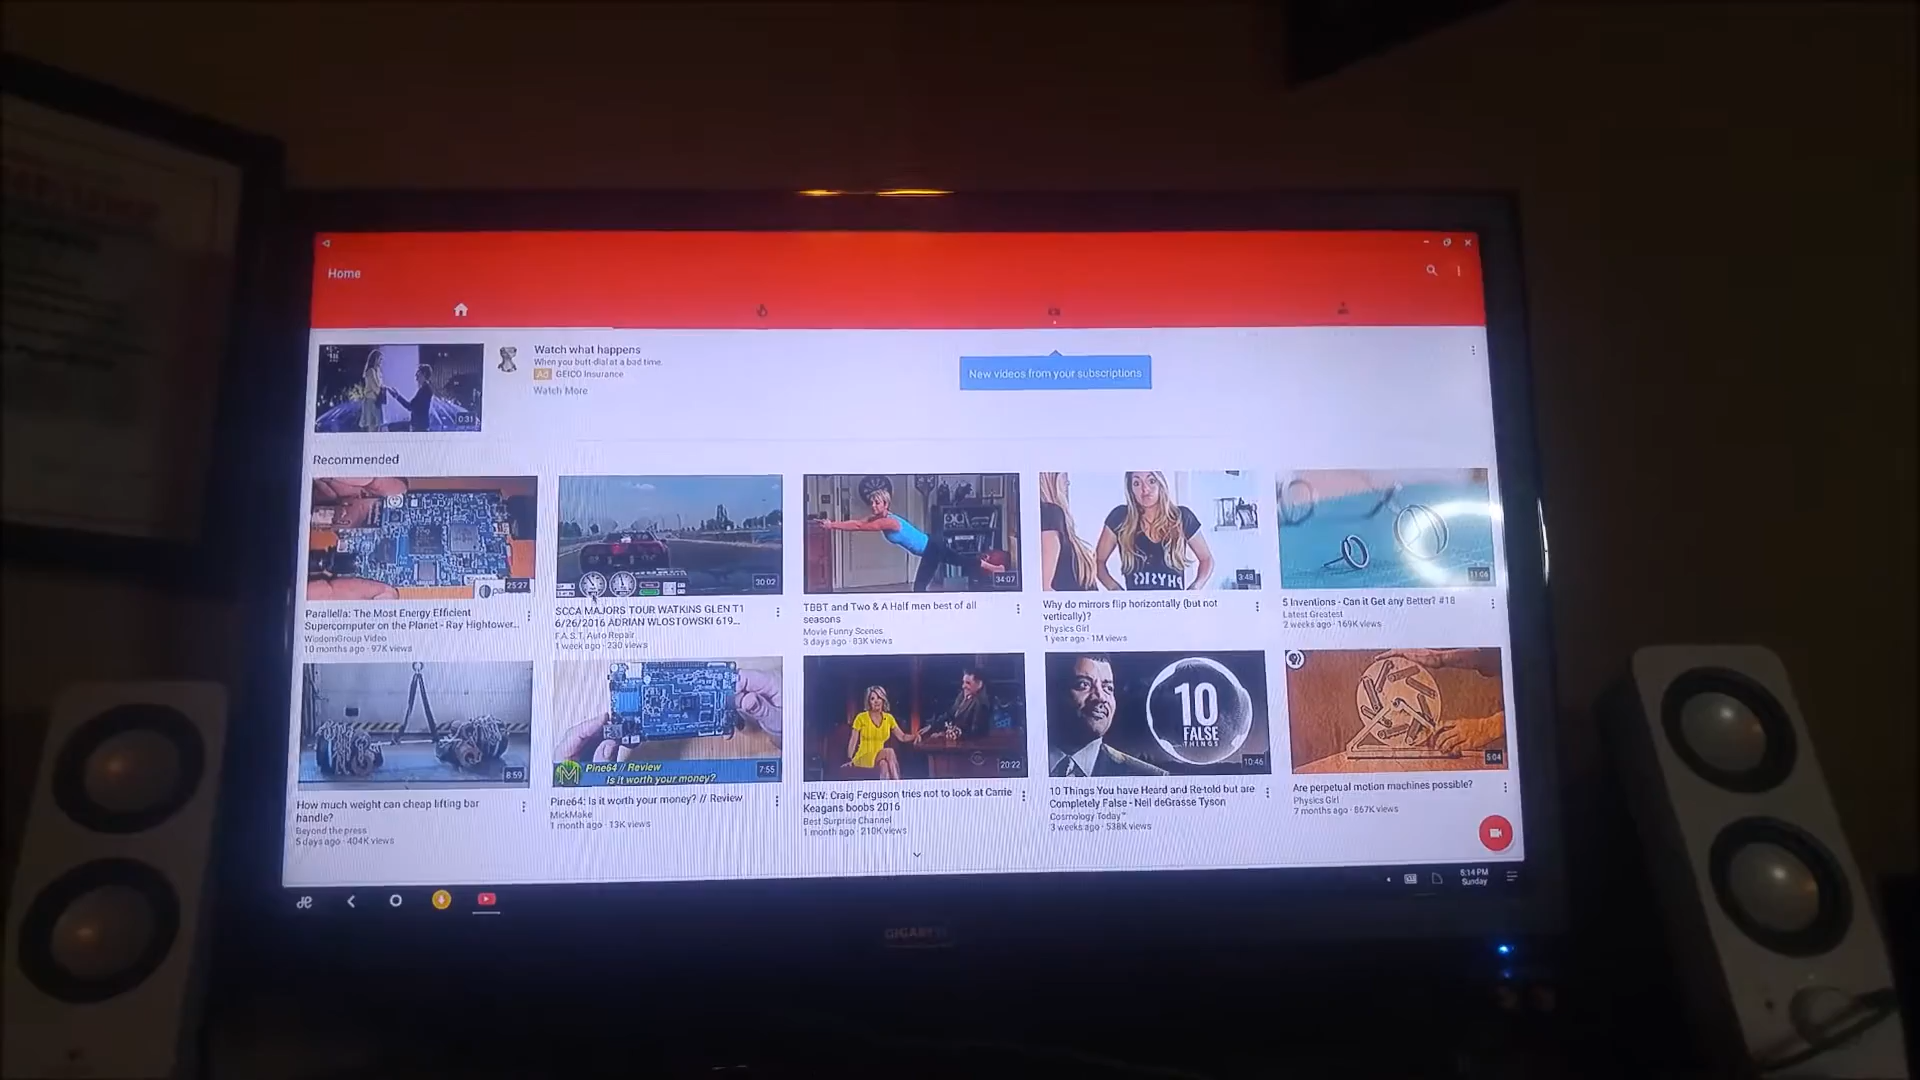 Home
Watch what happens
When you butt-dial at a bad time.
Ad GEICO Insurance
Watch More
0:31
New videos from your subscriptions
Recommended
25:27
30:02
34:07
PHYSICS
3:48
11:06
Parallella: The Most Energy Efficient
Supercomputer on the Planet - Ray Hightower...
WisdomGroup Video
10 months ago · 97K views
SCCA MAJORS TOUR WATKINS GLEN T1
6/26/2016 ADRIAN WLOSTOWSKI 619...
F.A.S.T. Auto Repair
1 week ago · 230 views
TBBT and Two & A Half men best of all
seasons
Movie Funny Scenes
3 days ago · 83K views
Why do mirrors flip horizontally (but not
vertically)?
Physics Girl
1 year ago · 1M views
5 Inventions - Can it Get any Better? #18
Latest Greatest
2 weeks ago · 169K views
8:59
Pine64 // Review
Is it worth your money?
7:55
20:22
10
FALSE
THINGS
10:46
5:04
How much weight can cheap lifting bar
handle?
Beyond the press
5 days ago · 404K views
Pine64: Is it worth your money? // Review
MickMake
1 month ago · 13K views
NEW: Craig Ferguson tries not to look at Carrie
Keagans boobs 2016
Best Surprise Channel
1 month ago · 210K views
10 Things You have Heard and Re-told but are
Completely False - Neil deGrasse Tyson
Cosmology Today™
3 weeks ago · 538K views
Are perpetual motion machines possible?
Physics Girl
7 months ago · 867K views
6:14 PM
Sunday
GIGABYTE